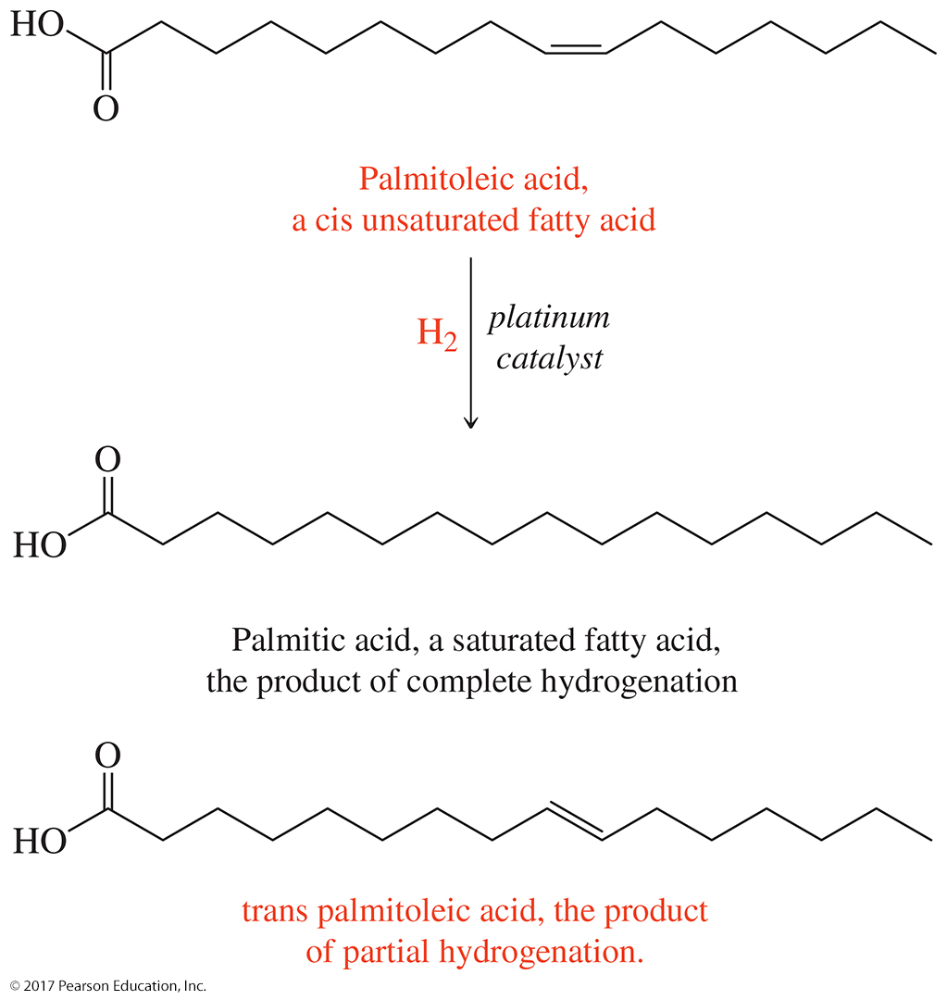 HO
O
Palmitoleic acid,
a cis unsaturated fatty acid
H₂
platinum
catalyst
O
HO
Palmitic acid, a saturated fatty acid,
the product of complete hydrogenation
O
HO
trans palmitoleic acid, the product
of partial hydrogenation.
© 2017 Pearson Education, Inc.